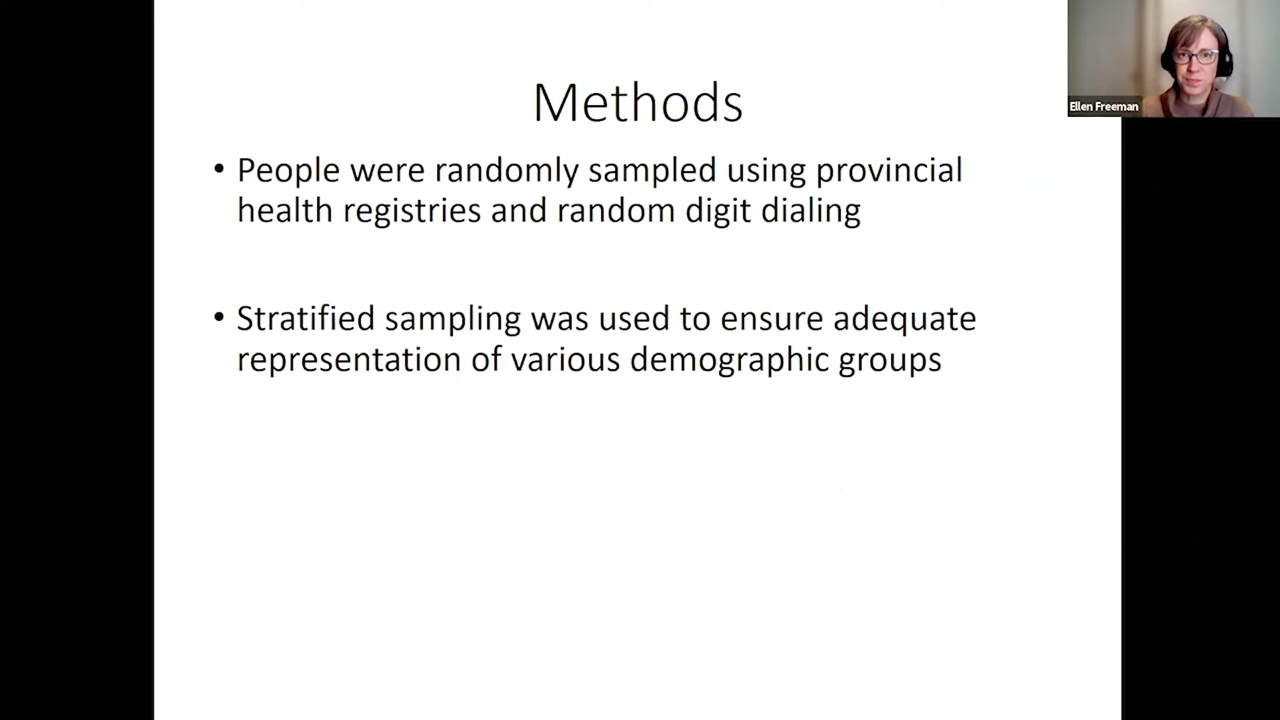 Methods
• People were randomly sampled using provincial
health registries and random digit dialing
• Stratified sampling was used to ensure adequate
representation of various demographic groups
Ellen Freeman